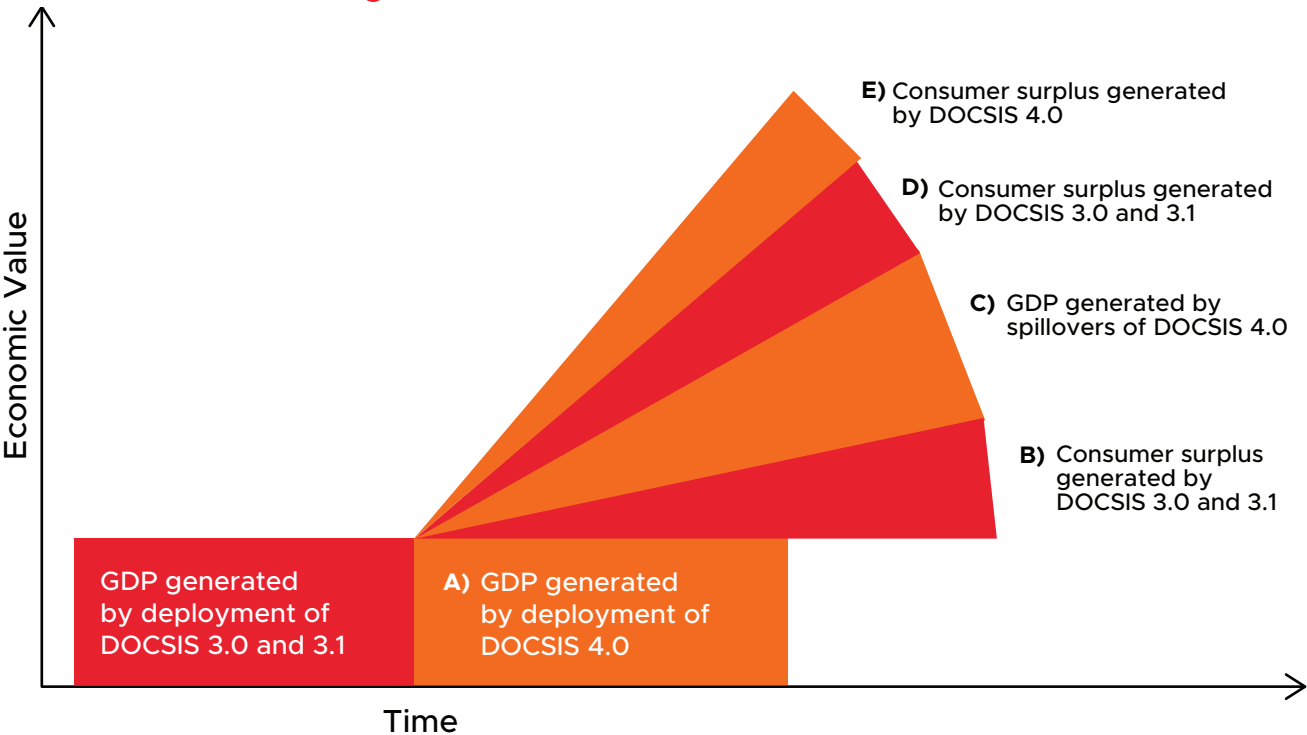 E) Consumer surplus generated
by DOCSIS 4.0
D) Consumer surplus generated
by DOCSIS 3.0 and 3.1
C) GDP generated by
spillovers of DOCSIS 4.0
B) Consumer surplus
generated by
DOCSIS 3.0 and 3.1
Economic Value
GDP generated
by deployment of
DOCSIS 3.0 and 3.1
A) GDP generated
by deployment of
DOCSIS 4.0
Time